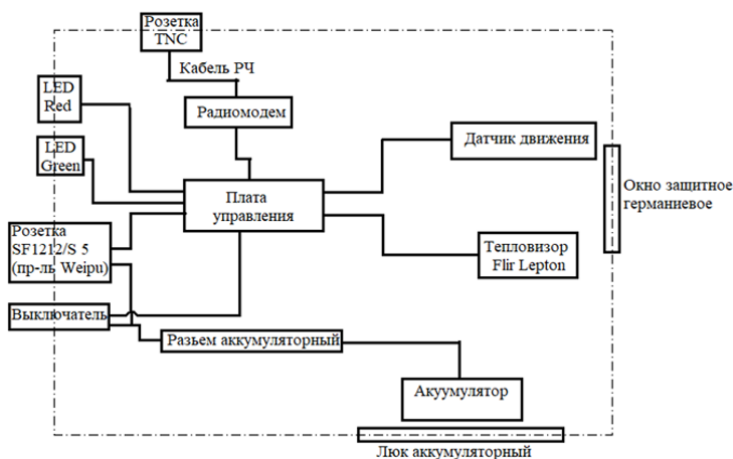 Розетка
TNC
Кабель РЧ
LED
Red
Радиомодем
LED
Green
Датчик движения
Плата
управления
Окно защитное
германиевое
Розетка
SF1212/S 5
(пр-ль Weipu)
Тепловизор
Flir Lepton
Выключатель
Разьем аккумуляторный
Акуумулятор
Люк аккумуляторный